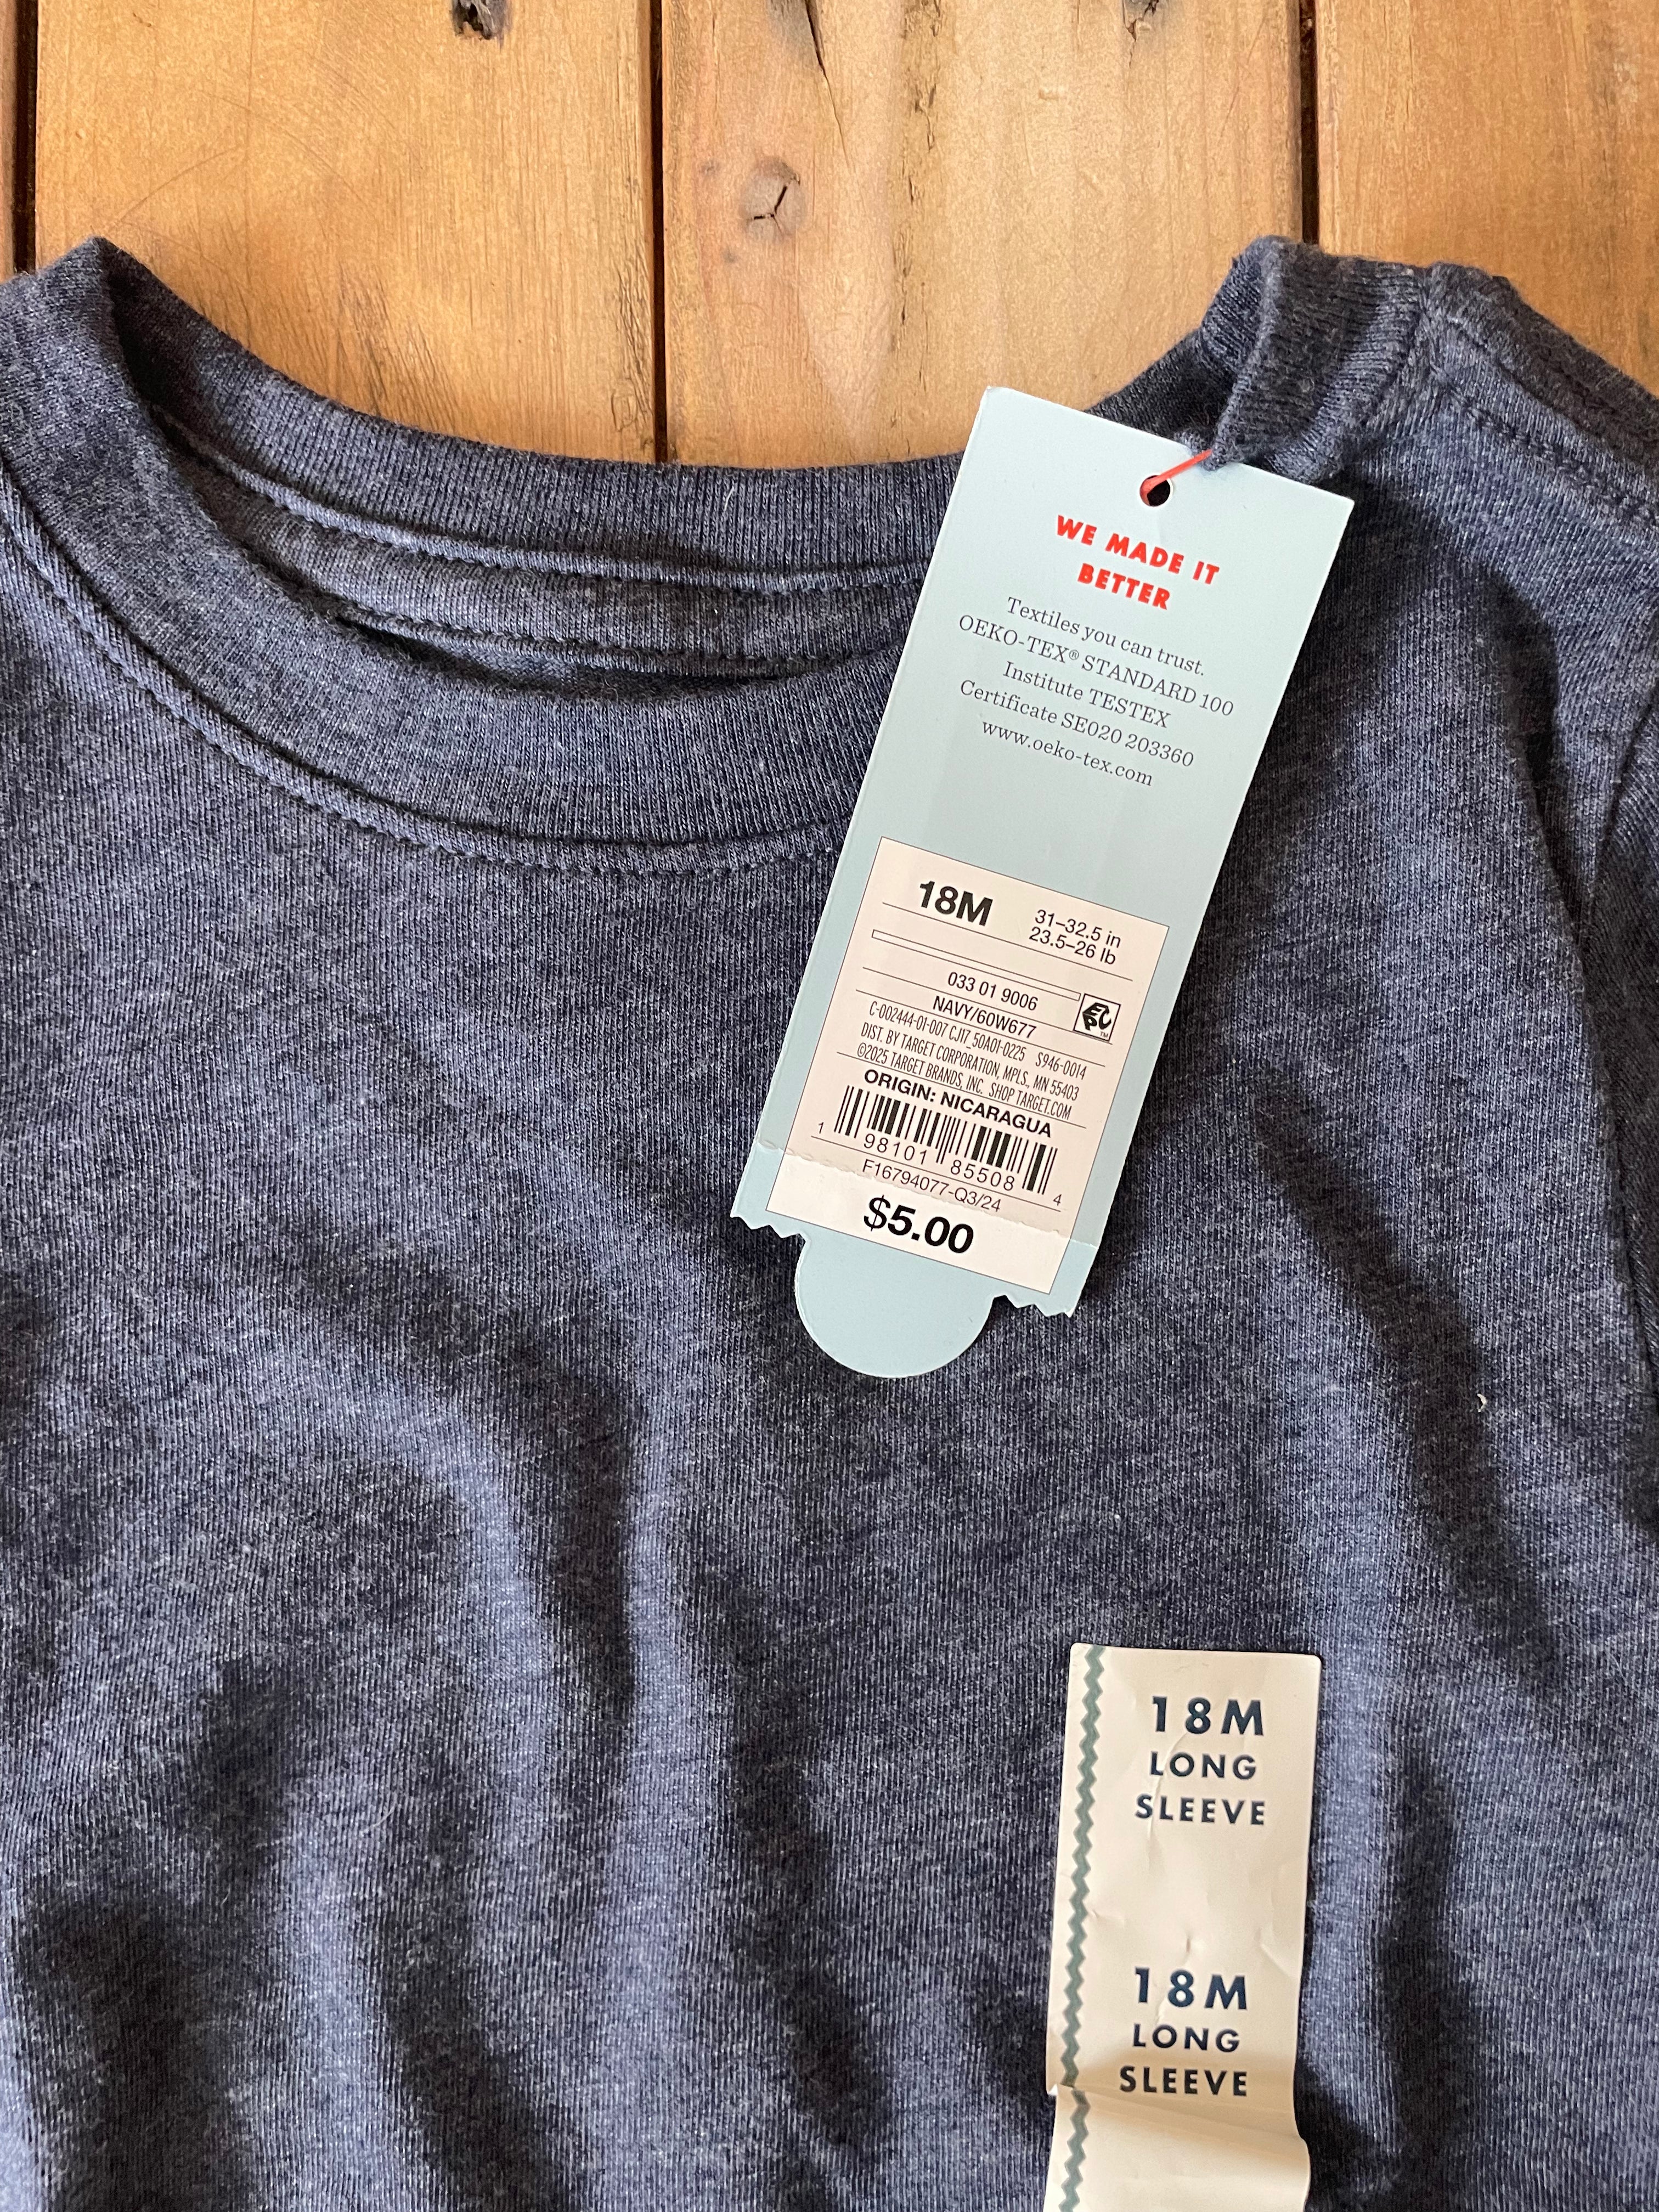 WE MADE IT
BETTER
Textiles you can trust.
OEKO-TEX® STANDARD 100
Institute TESTEX
Certificate SE020 203360
www.oeko-tex.com
18M
31–32.5 in
23.5–26 lb
033 01 9006
NAVY/60W677
C-002444-01-007 CJ17_50A01-0225 S946-0014
DIST. BY TARGET CORPORATION, MPLS, MN 55403
©2025 TARGET BRANDS, INC. SHOP TARGET.COM
ORIGIN: NICARAGUA
1 98101 85508 4
F16794077-Q3/24
$5.00
18M
LONG
SLEEVE
18M
LONG
SLEEVE